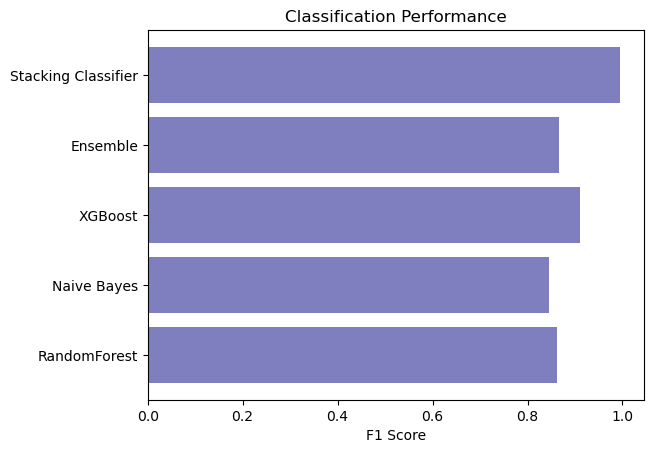 Classification Performance
Stacking Classifier
Ensemble
XGBoost
Naive Bayes
RandomForest
0.0 0.2 0.4 0.6 0.8 1.0
F1 Score